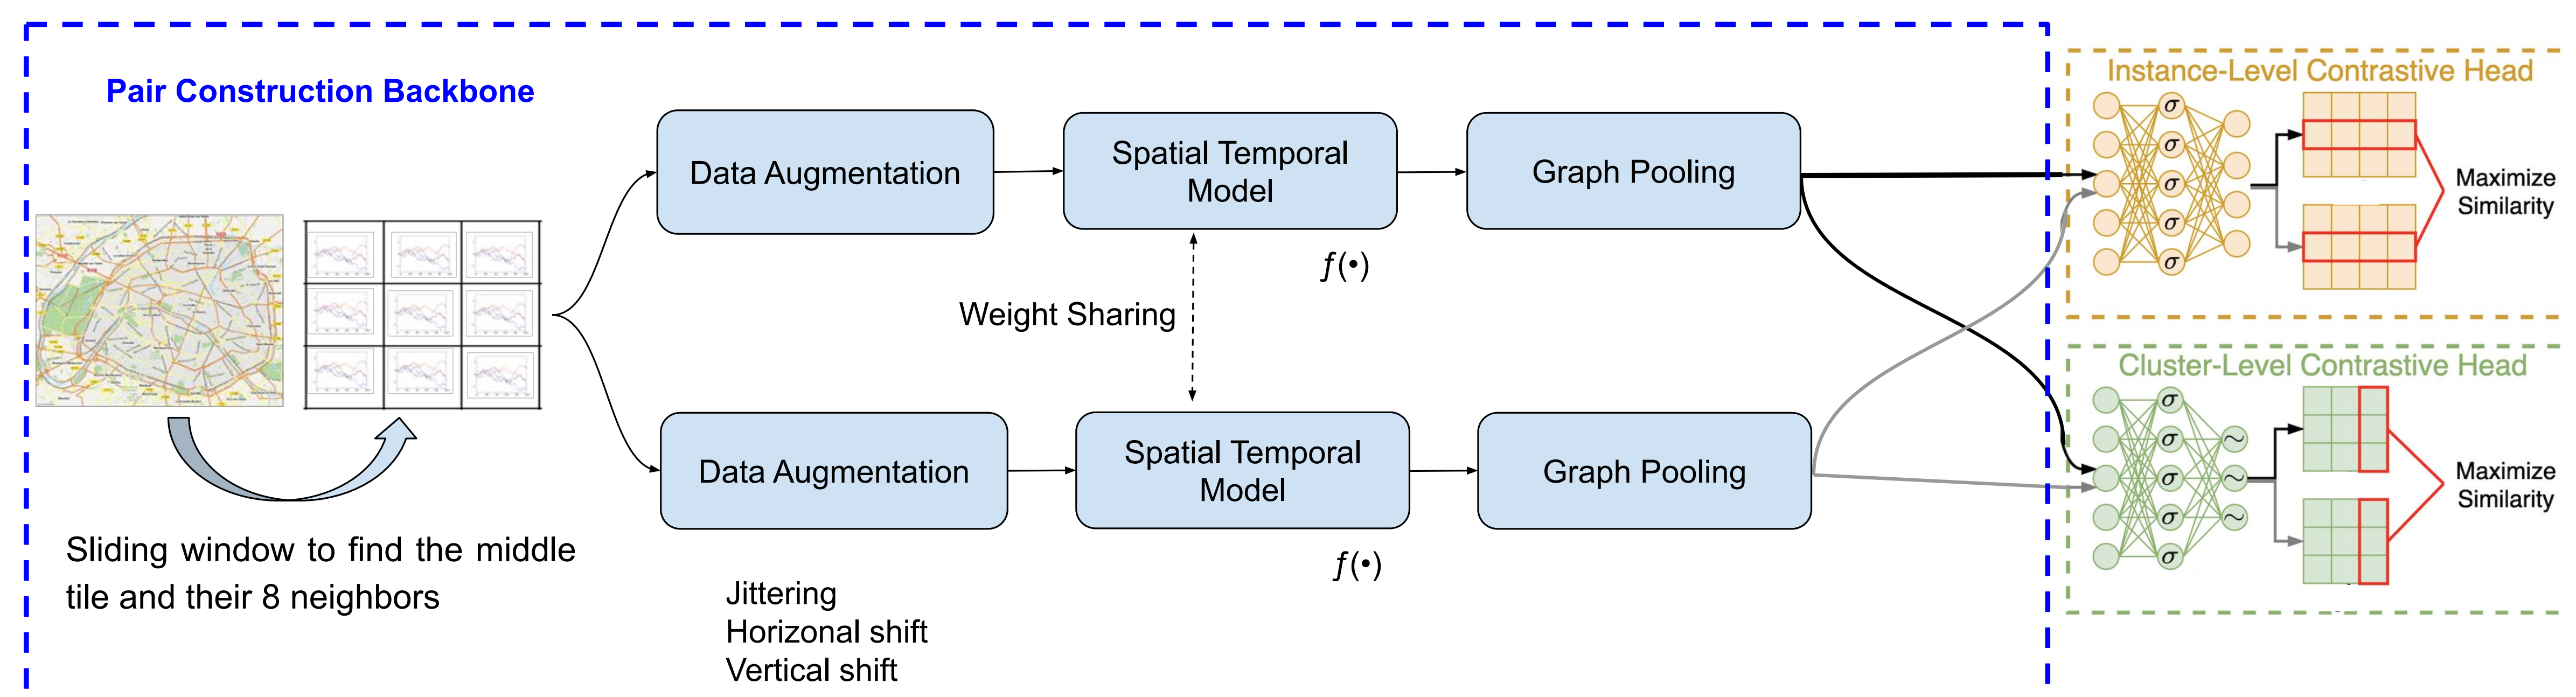 Pair Construction Backbone
Data Augmentation
Spatial Temporal
Model
Graph Pooling
ƒ(•)
Weight Sharing
Data Augmentation
Spatial Temporal
Model
Graph Pooling
ƒ(•)
Sliding window to find the middle
tile and their 8 neighbors
Jittering
Horizonal shift
Vertical shift
Instance-Level Contrastive Head
σ
σ
σ
σ
σ
Maximize
Similarity
Cluster-Level Contrastive Head
σ
σ
σ
σ
σ
~
~
~
Maximize
Similarity